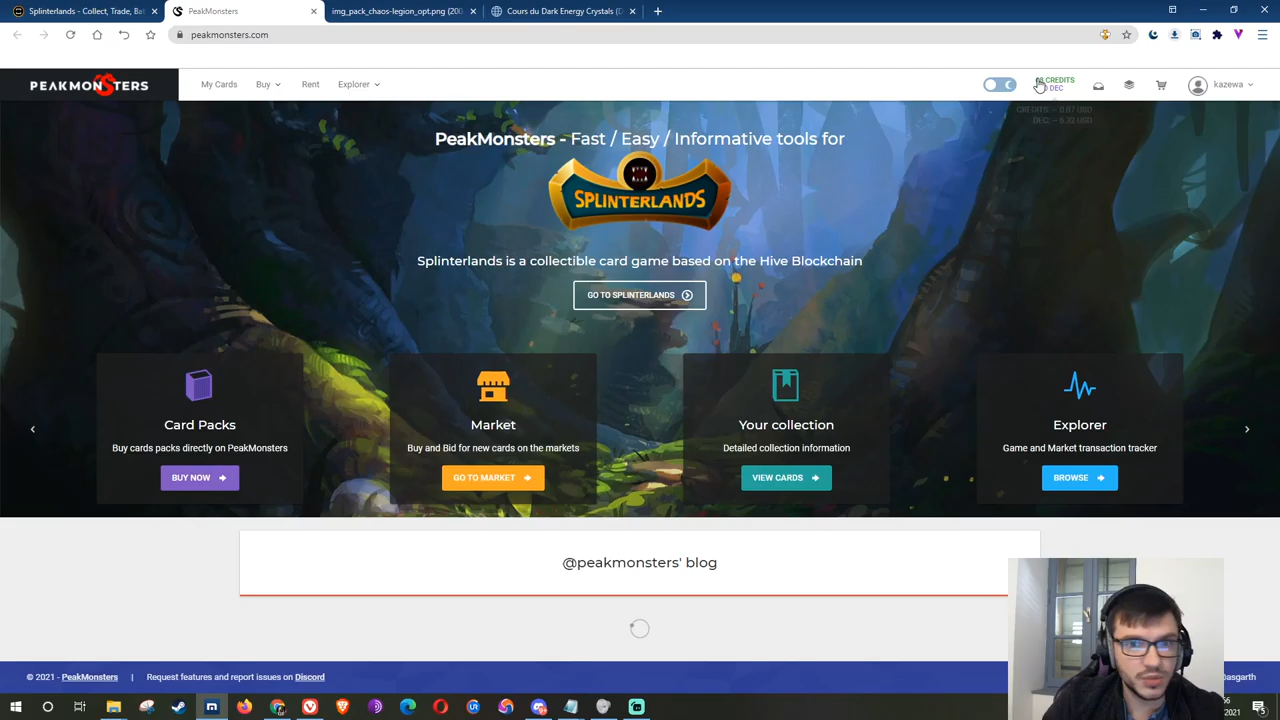 Splinterlands - Collect, Trade, Ba
PeakMonsters
img_pack_chaos-legion_opt.png (200
Cours du Dark Energy Crystals (D
peakmonsters.com
PEAKMONSTERS
My Cards
Buy
Rent
Explorer
CREDITS
DEC
kazewa
PeakMonsters - Fast / Easy / Informative tools for
SPLINTERLANDS
Splinterlands is a collectible card game based on the Hive Blockchain
GO TO SPLINTERLANDS
Card Packs
Market
Your collection
Explorer
Buy cards packs directly on PeakMonsters
Buy and Bid for new cards on the markets
Detailed collection information
Game and Market transaction tracker
BUY NOW
GO TO MARKET
VIEW CARDS
BROWSE
@peakmonsters' blog
© 2021 - PeakMonsters | Request features and report issues on Discord